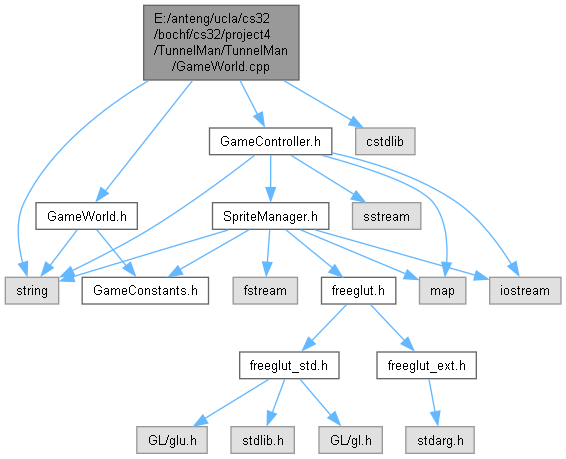 E:/anteng/ucla/cs32
/bochf/cs32/project4
/TunnelMan/TunnelMan
/GameWorld.cpp
GameController.h
cstdlib
GameWorld.h
SpriteManager.h
sstream
string
GameConstants.h
fstream
freeglut.h
map
iostream
freeglut_std.h
freeglut_ext.h
GL/glu.h
stdlib.h
GL/gl.h
stdarg.h